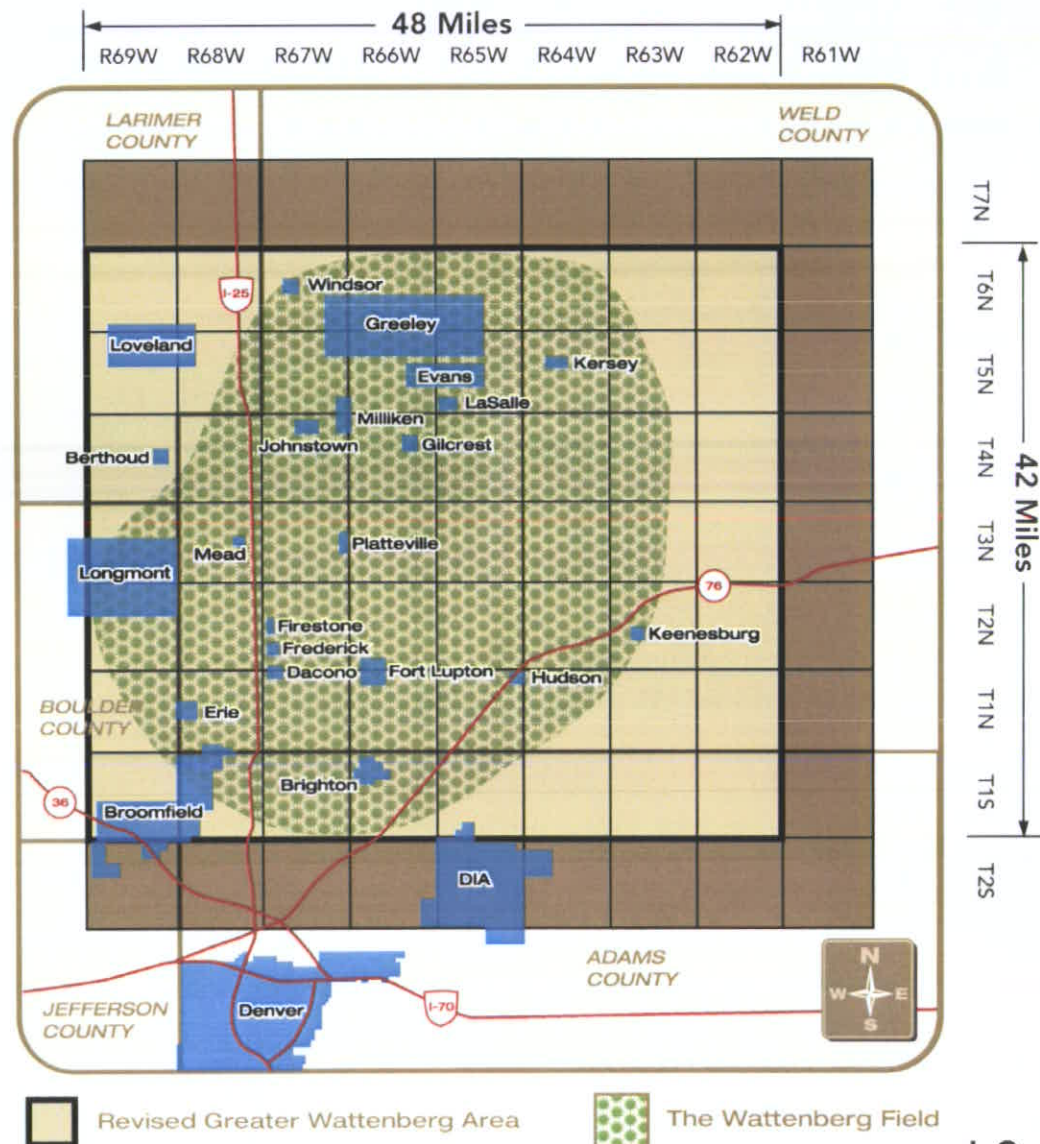 48 Miles
R69W R68W R67W R66W R65W R64W R63W R62W R61W
LARIMER
COUNTY
WELD
COUNTY
T7N
I-25
Windsor
T6N
Greeley
Loveland
Kersey
T5N
Evans
LaSalle
Milliken
Johnstown
Gilcrest
Berthoud
T4N
42 Miles
Mead
Platteville
T3N
Longmont
76
Firestone
Keenesburg
T2N
Frederick
Dacono
Fort Lupton
Hudson
BOULDER
COUNTY
Erie
T1N
Brighton
T1S
36
Broomfield
DIA
T2S
ADAMS
COUNTY
N
W E
S
JEFFERSON
COUNTY
Denver
I-70
Revised Greater Wattenberg Area
The Wattenberg Field